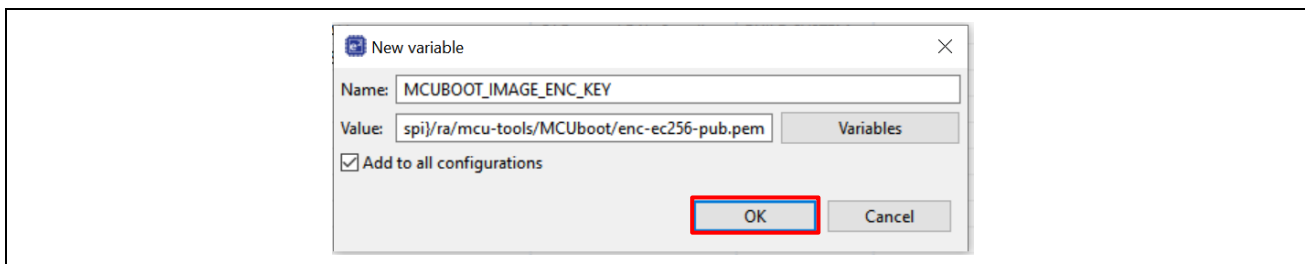 New variable
Name: MCUBOOT_IMAGE_ENC_KEY
Value: spi}/ra/mcu-tools/MCUboot/enc-ec256-pub.pem Variables
Add to all configurations
OK Cancel